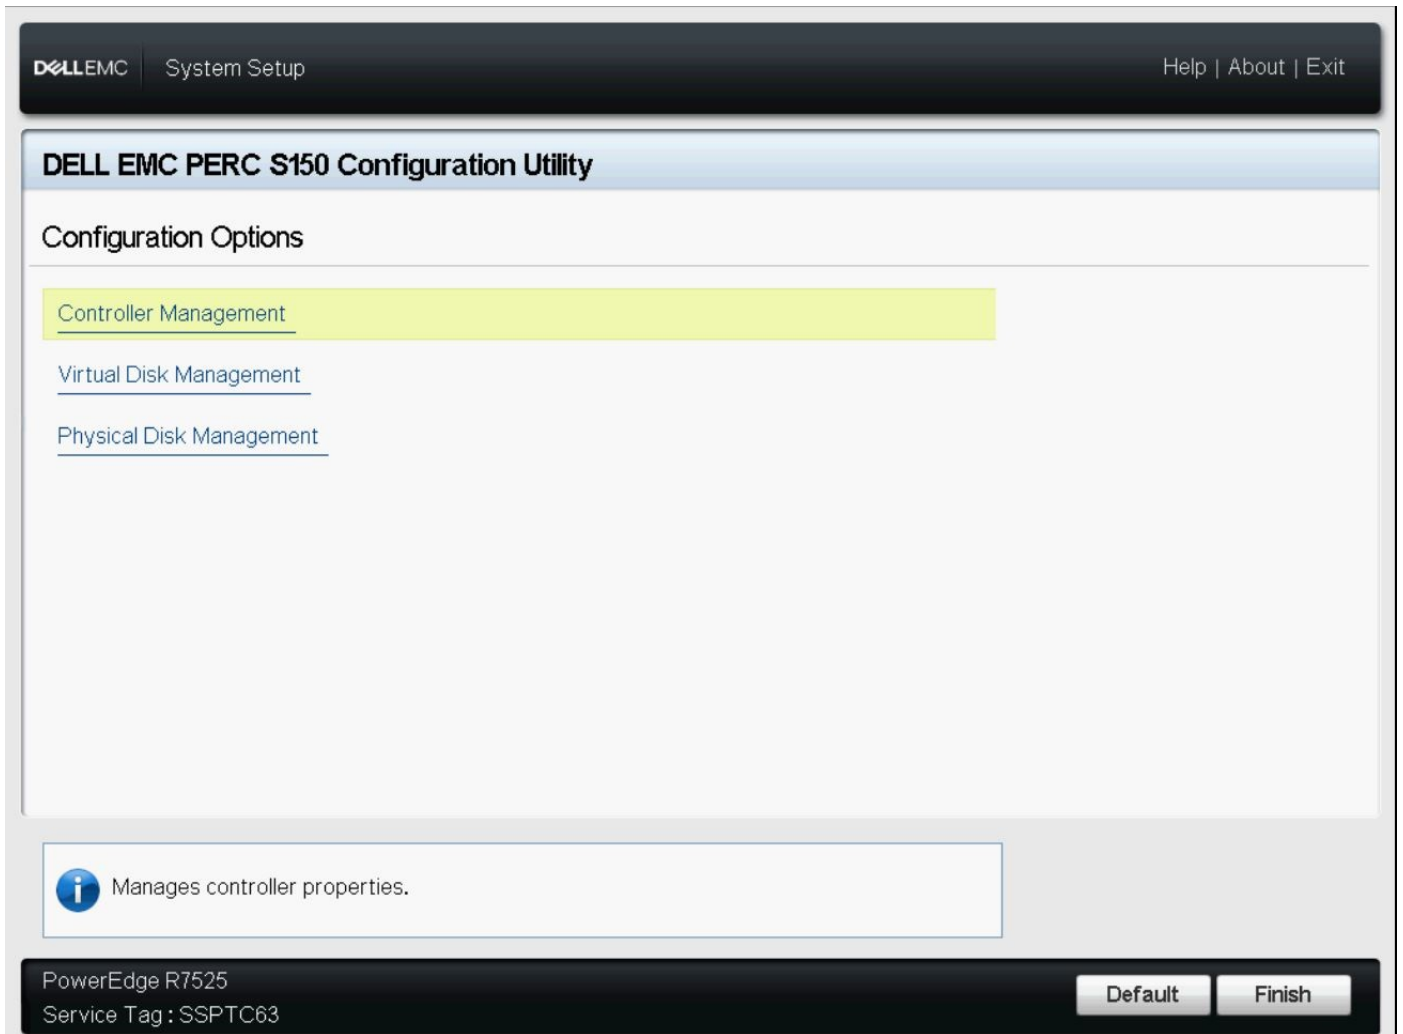 DELLEMC System Setup Help | About | Exit
DELL EMC PERC S150 Configuration Utility
Configuration Options
Controller Management
Virtual Disk Management
Physical Disk Management
Manages controller properties.
PowerEdge R7525
Service Tag : SSPTC63
Default Finish